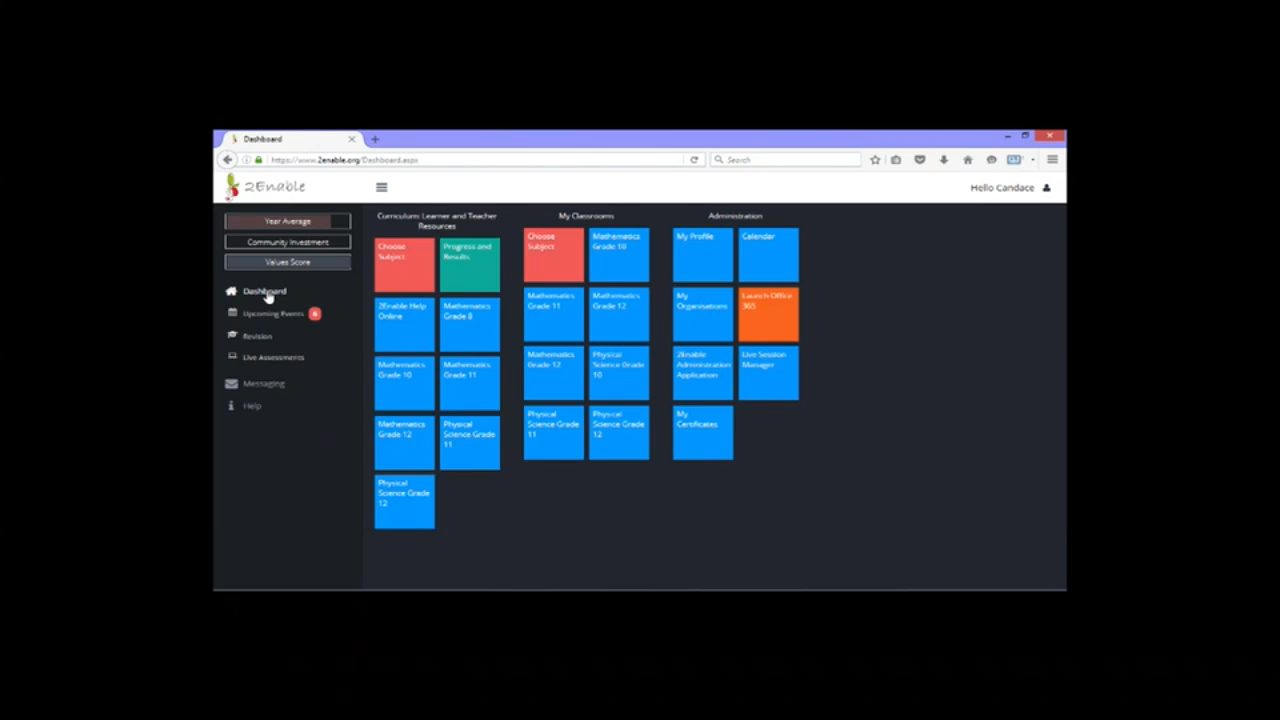 Dashboard
https://www.2enable.org/Dashboard.aspx
Search
2Enable
Hello Candace
Year Average
Community Investment
Values Score
Dashboard
Upcoming Events 6
Revision
Live Assessments
Messaging
Help
Curriculum: Learner and Teacher
Resources
Choose
Subject
Progress and
Results
2Enable Help
Online
Mathematics
Grade 8
Mathematics
Grade 10
Mathematics
Grade 11
Mathematics
Grade 12
Physical
Science Grade
11
Physical
Science Grade
12
My Classrooms
Choose
Subject
Mathematics
Grade 10
Mathematics
Grade 11
Mathematics
Grade 12
Mathematics
Grade 12
Physical
Science Grade
10
Physical
Science Grade
11
Physical
Science Grade
12
Administration
My Profile
Calendar
My
Organisations
Launch Office
365
2Enable
Administration
Application
Live Session
Manager
My
Certificates